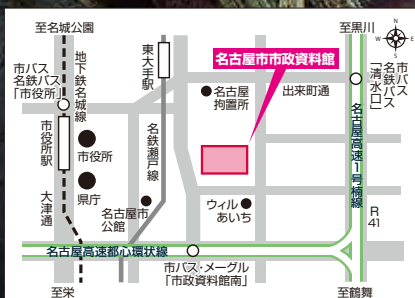 至名城公園
至黒川
市バス
名鉄バス
「市役所」
地下鉄名城線
東大手駅
名古屋市市政資料館
市バス
名鉄バス
「清水口」
名古屋
拘置所
出来町通
市役所駅
市役所
名鉄瀬戸線
名古屋高速1号楠線
県庁
大津通
名古屋市
公館
ウィル
あいち
R
41
名古屋高速都心環状線
市バス・メーグル
「市政資料館南」
至栄
至鶴舞